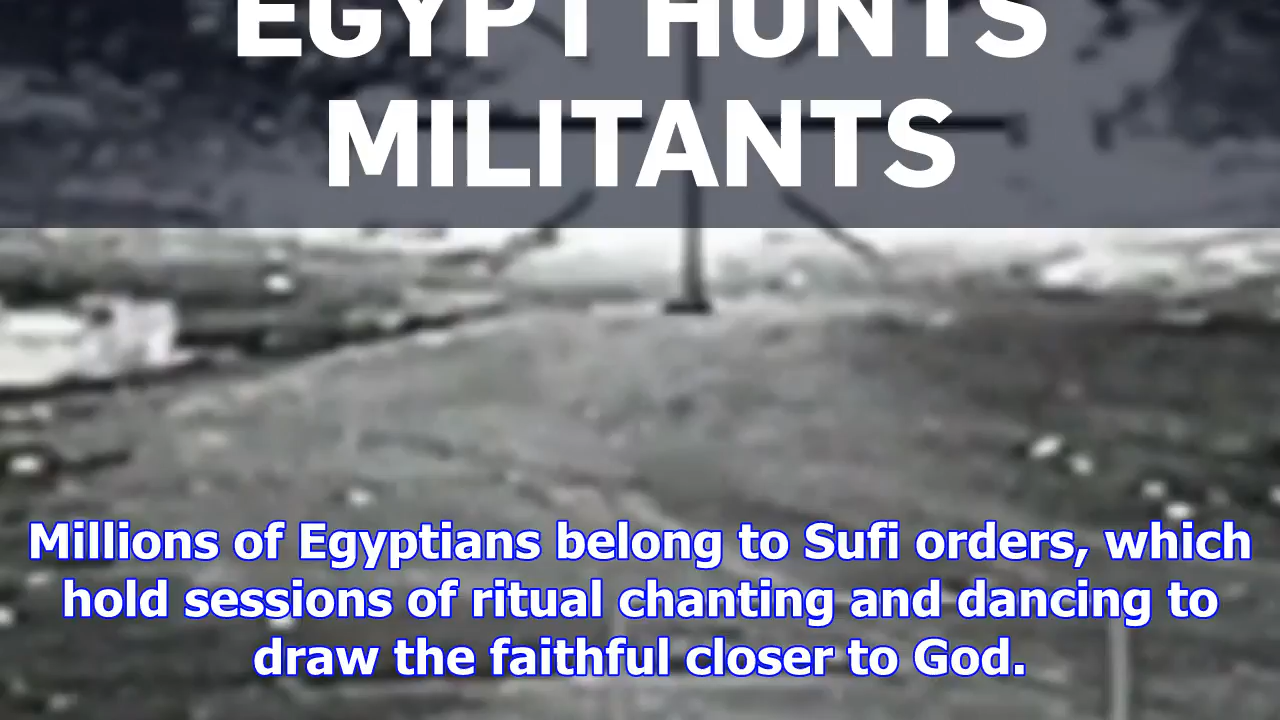 EGYPT HUNTS
MILITANTS
Millions of Egyptians belong to Sufi orders, which
hold sessions of ritual chanting and dancing to
draw the faithful closer to God.